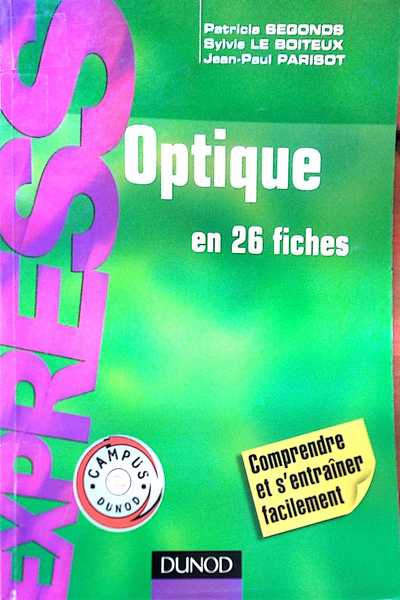 Patricia SEGONDS
Sylvie LE BOITEUX
Jean-Paul PARISOT
EXPRESS
Optique
en 26 fiches
Comprendre
et s'entraîner
facilement
CAMPUS
DUNOD
DUNOD